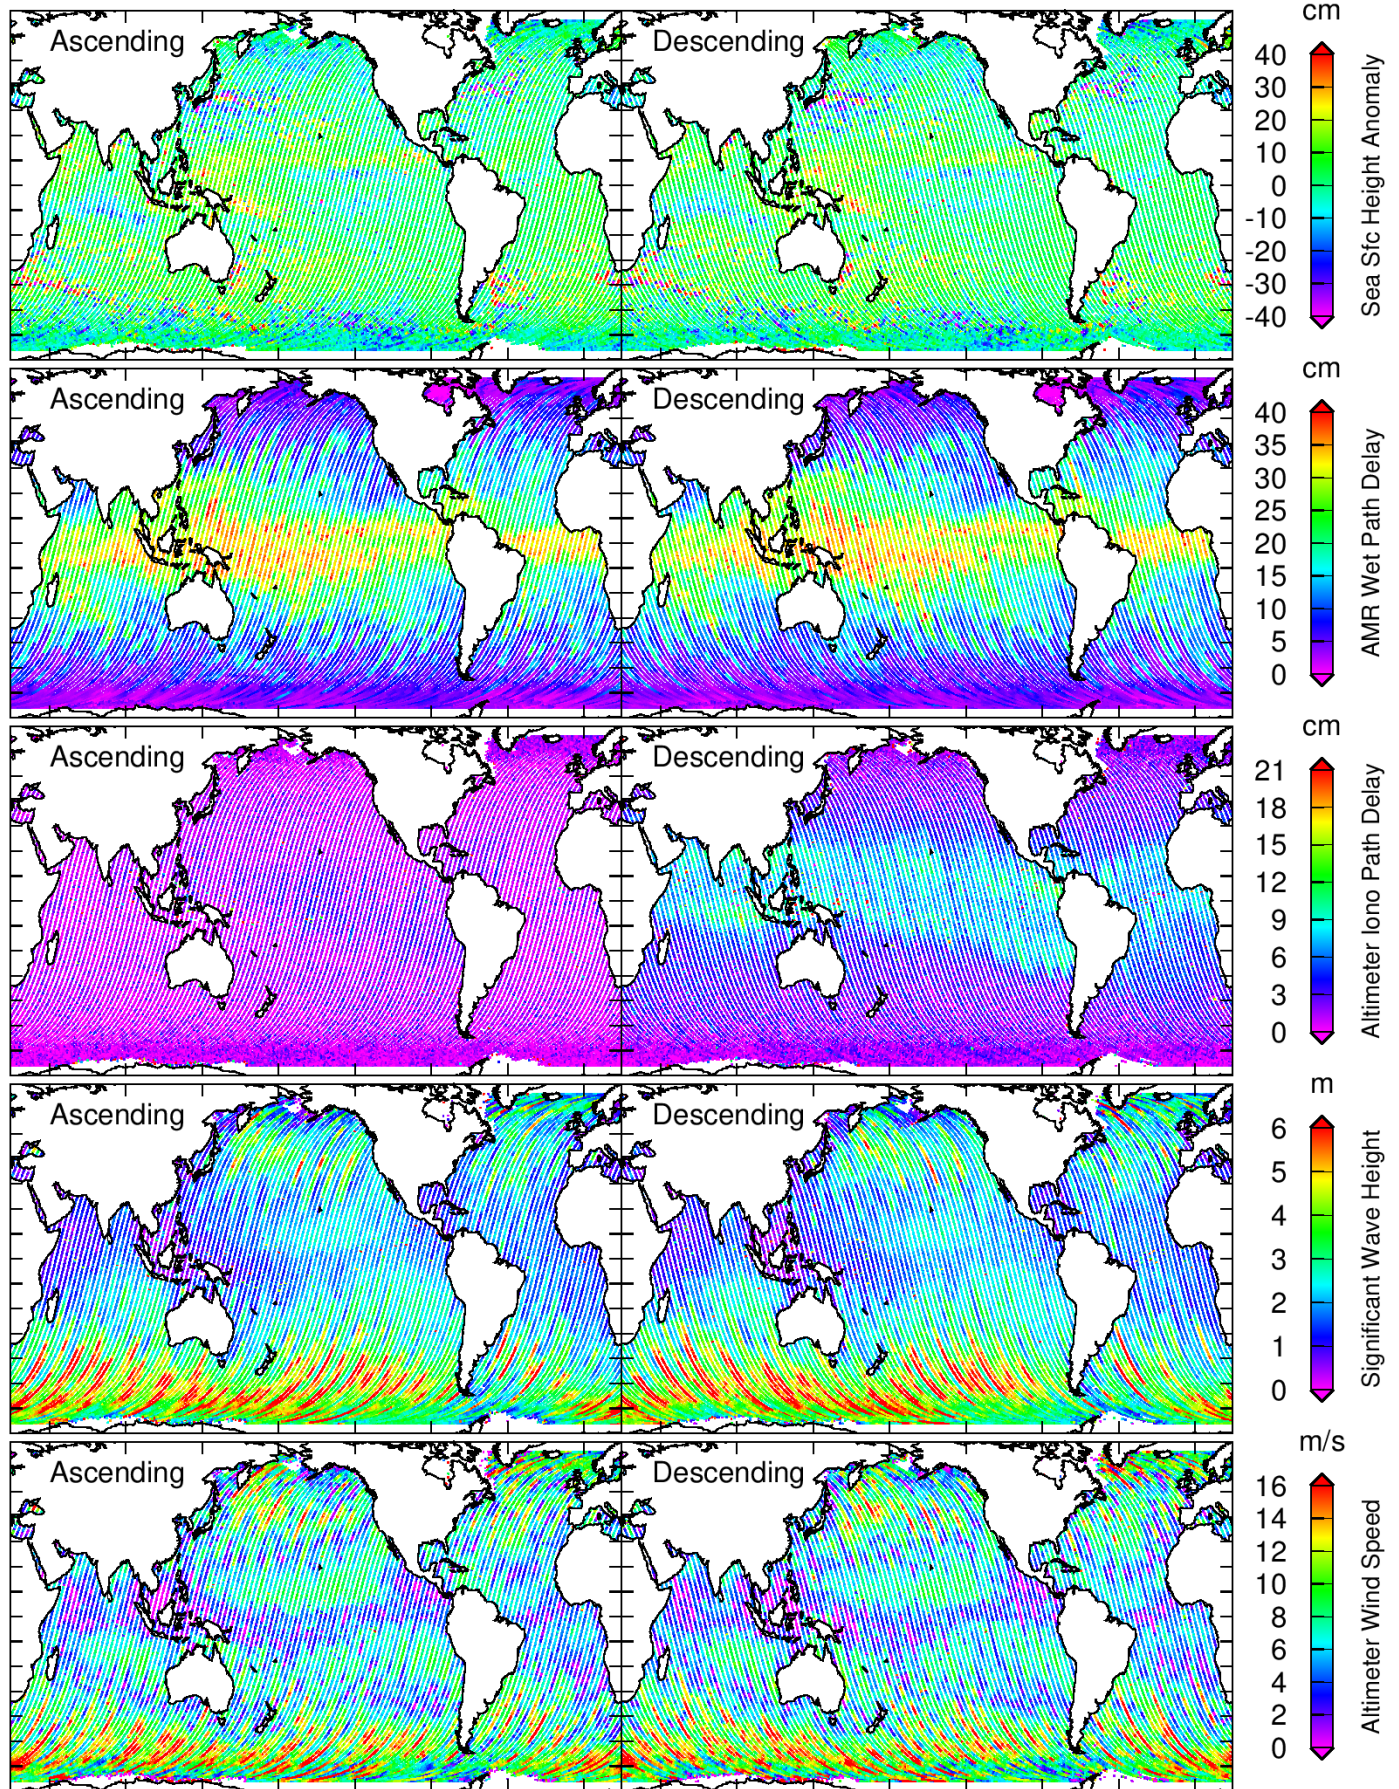 cm
Ascending
Descending
40
30
20
10
0
-10
-20
-30
-40
Sea Sfc Height Anomaly
cm
Ascending
Descending
40
35
30
25
20
15
10
5
0
AMR Wet Path Delay
cm
Ascending
Descending
21
18
15
12
9
6
3
0
Altimeter Iono Path Delay
m
Ascending
Descending
6
5
4
3
2
1
0
Significant Wave Height
m/s
Ascending
Descending
16
14
12
10
8
6
4
2
0
Altimeter Wind Speed